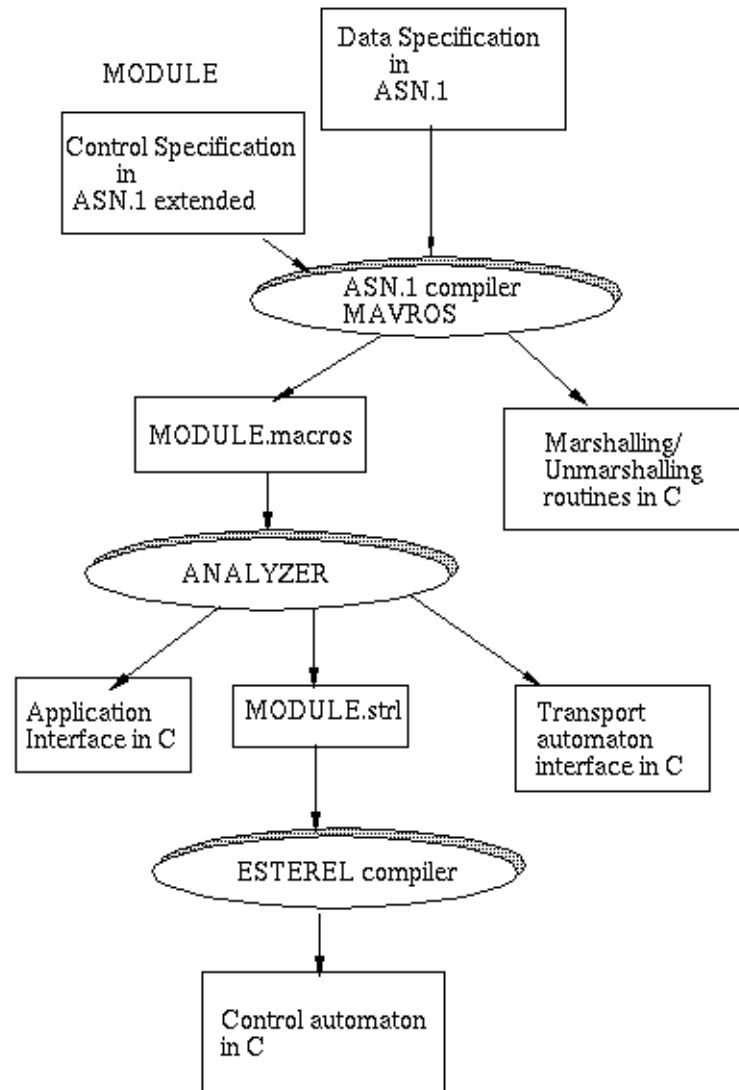 Data Specification
in
ASN.1
MODULE
Control Specification
in
ASN.1 extended
ASN.1 compiler
MAVROS
MODULE.macros
Marshalling/
Unmarshalling
routines in C
ANALYZER
Application
Interface in C
MODULE.strl
Transport
automaton
interface in C
ESTEREL compiler
Control automaton
in C